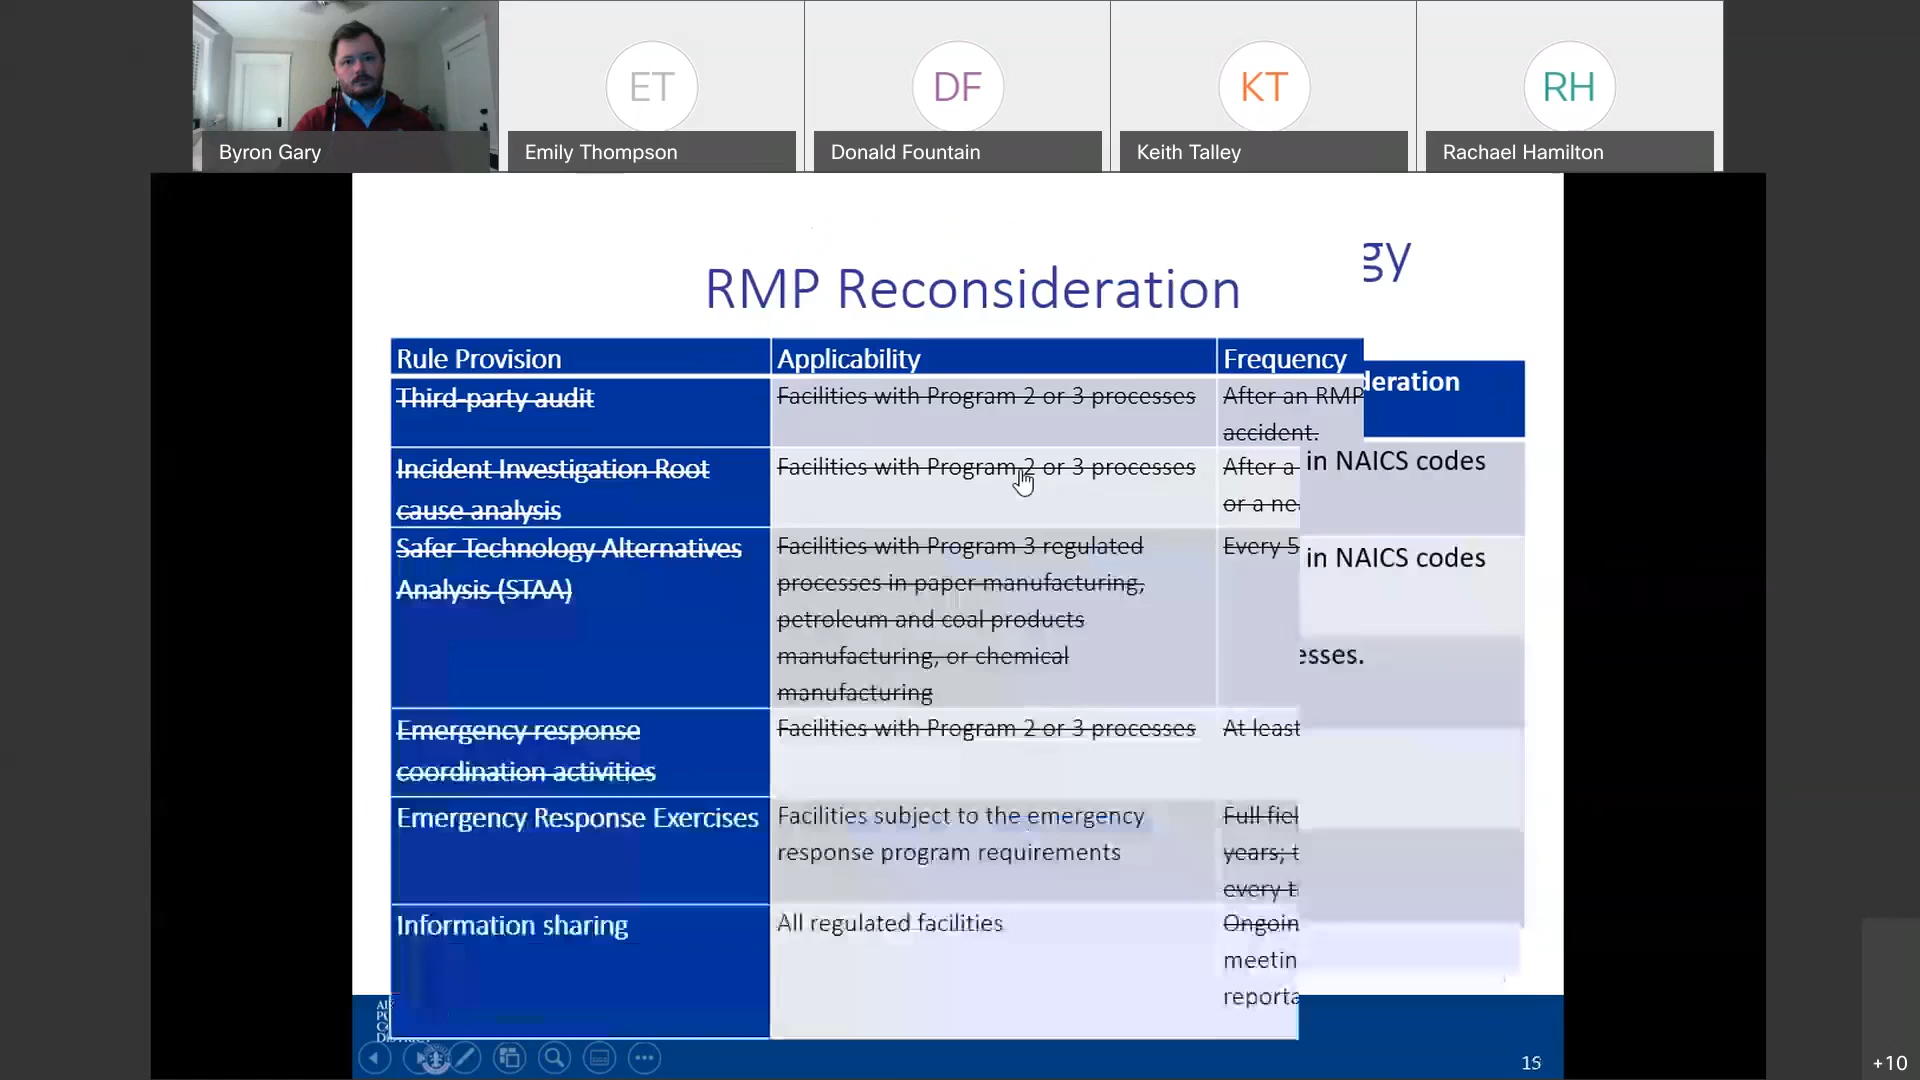 ET
DF
KT
RH
Byron Gary
Emily Thompson
Donald Fountain
Keith Talley
Rachael Hamilton
gy
RMP Reconsideration
Rule Provision
Applicability
Frequency
deration
Third-party audit
Facilities with Program 2 or 3 processes
After an RMP
accident.
Incident Investigation Root
cause analysis
Facilities with Program 2 or 3 processes
After a
or a ne
in NAICS codes
Safer Technology Alternatives
Analysis (STAA)
Facilities with Program 3 regulated
processes in paper manufacturing,
petroleum and coal products
manufacturing, or chemical
manufacturing
Every 5
in NAICS codes
esses.
Emergency response
coordination activities
Facilities with Program 2 or 3 processes
At least
Emergency Response Exercises
Facilities subject to the emergency
response program requirements
Full fiel
years; t
every t
Information sharing
All regulated facilities
Ongoin
meetin
reporta
15
+10